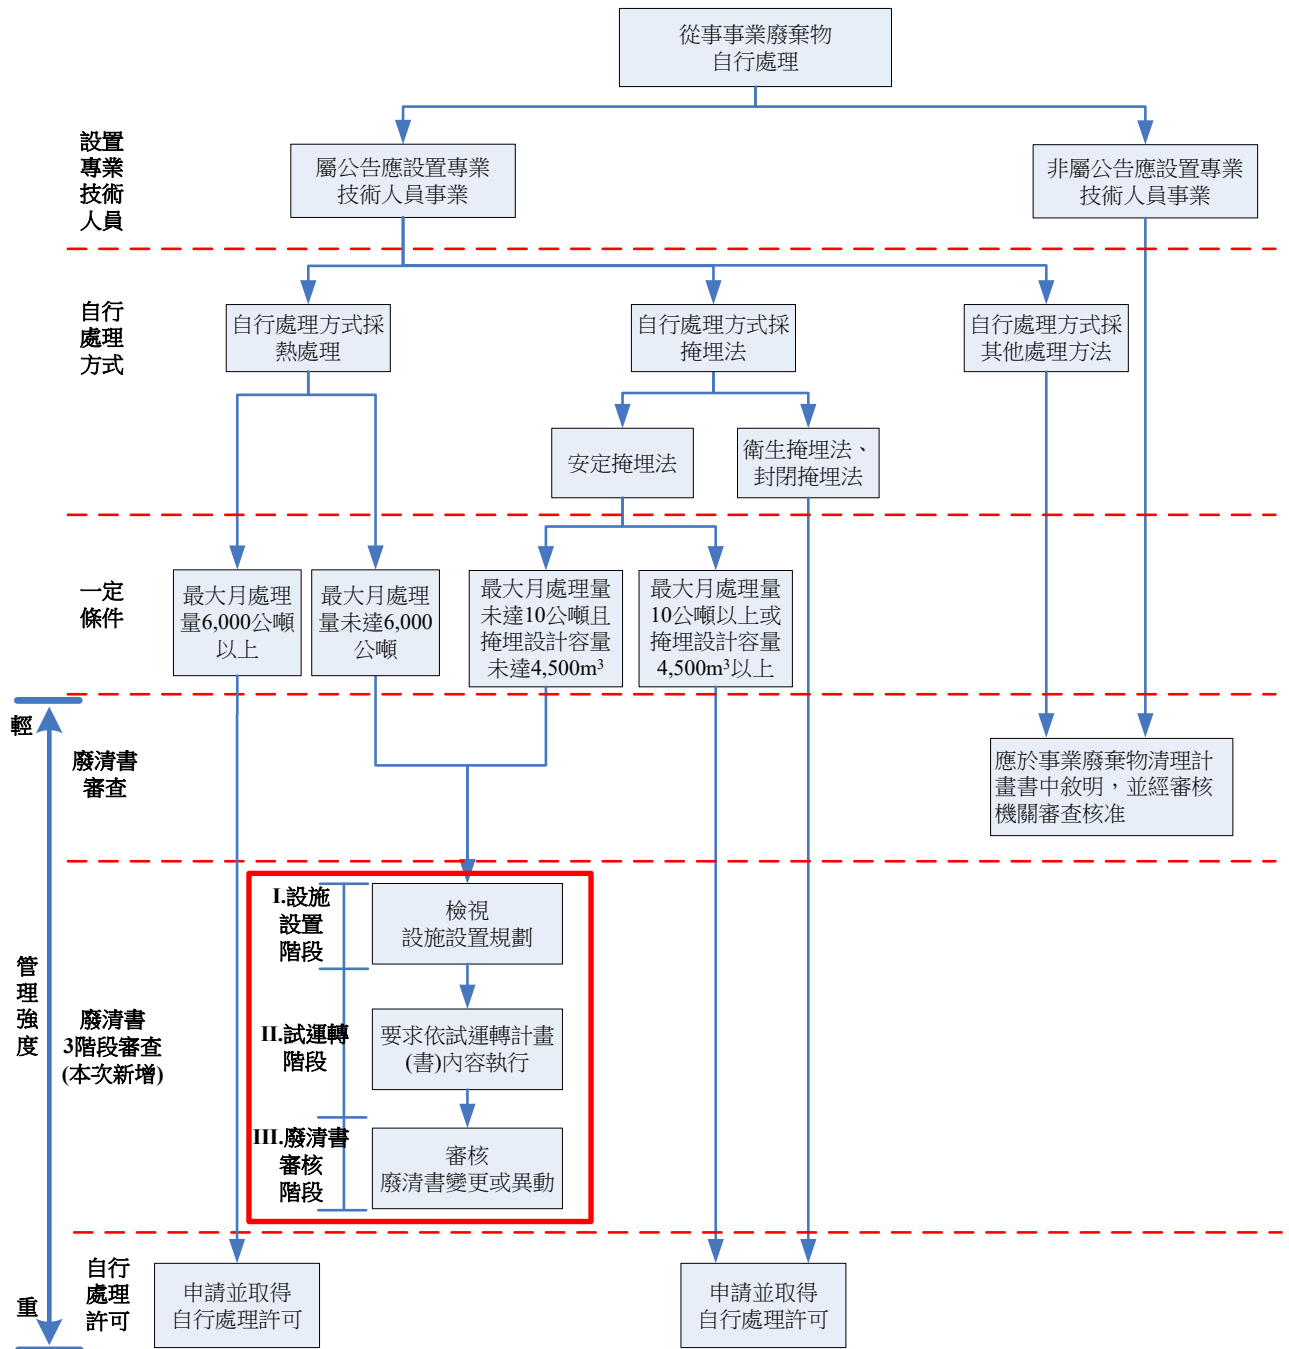 從事事業廢棄物
自行處理
設置
專業
技術
人員
屬公告應設置專業
技術人員事業
非屬公告應設置專業
技術人員事業
自行
處理
方式
自行處理方式採
熱處理
自行處理方式採
掩埋法
自行處理方式採
其他處理方法
安定掩埋法
衛生掩埋法、
封閉掩埋法
一定
條件
最大月處理
量6,000公噸
以上
最大月處理
量未達6,000
公噸
最大月處理量
未達10公噸且
掩埋設計容量
未達4,500m³
最大月處理量
10公噸以上或
掩埋設計容量
4,500m³以上
輕
管
理
強
度
重
廢清書
審查
應於事業廢棄物清理計
畫書中敘明，並經審核
機關審查核准
廢清書
3階段審查
(本次新增)
I.設施
設置
階段
檢視
設施設置規劃
II.試運轉
階段
要求依試運轉計畫
(書)內容執行
III.廢清書
審核
階段
審核
廢清書變更或異動
自行
處理
許可
申請並取得
自行處理許可
申請並取得
自行處理許可